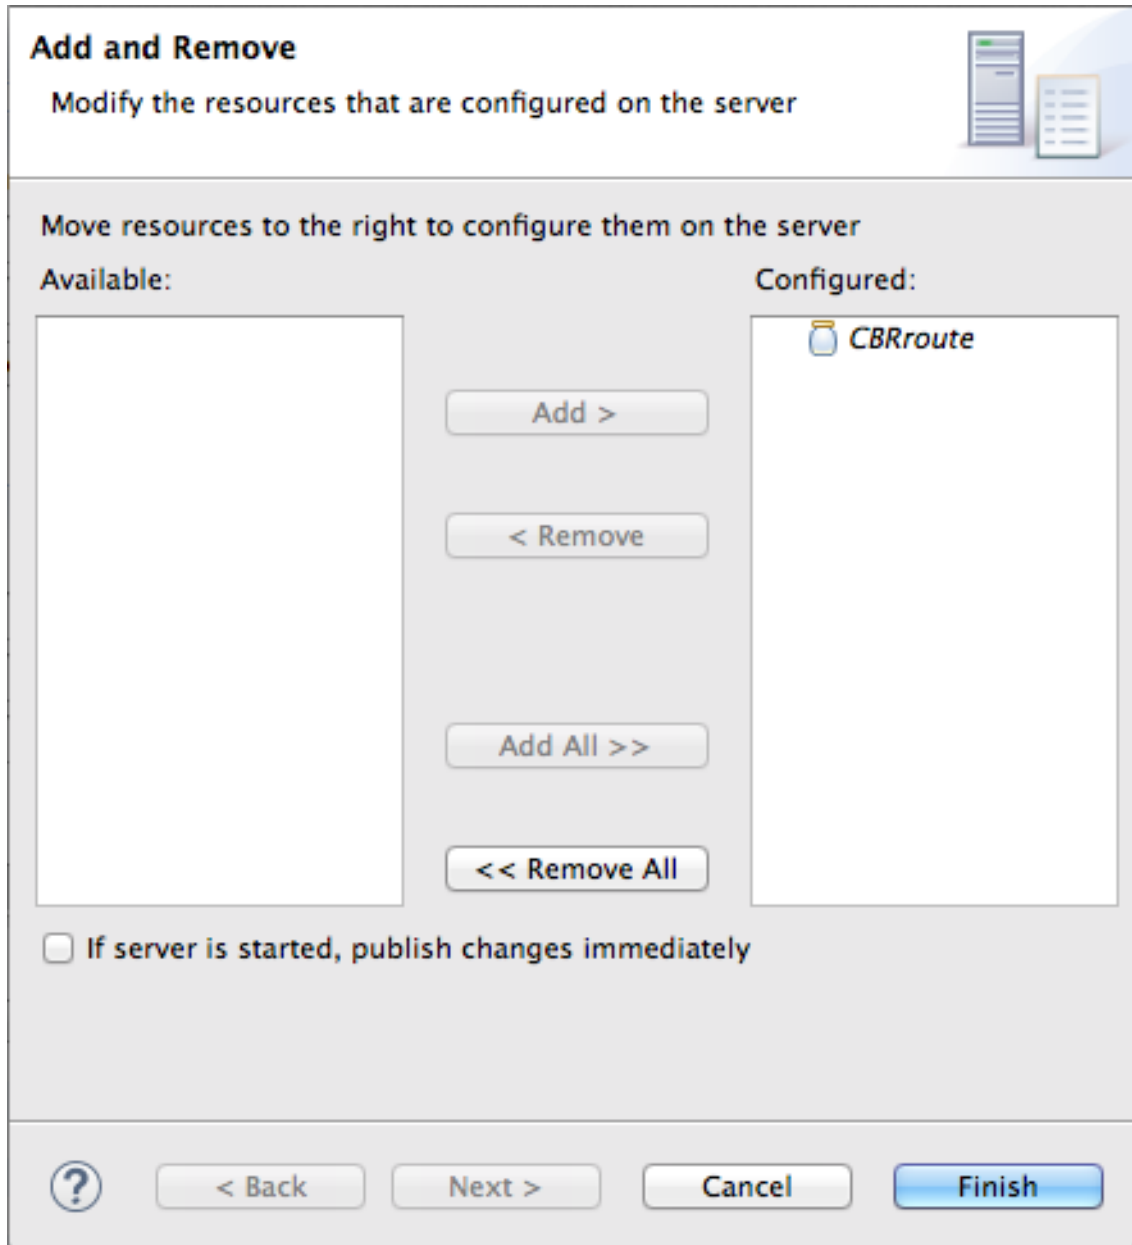 Add and Remove
Modify the resources that are configured on the server
Move resources to the right to configure them on the server
Available:
Configured:
CBRroute
Add >
< Remove
Add All >>
<< Remove All
If server is started, publish changes immediately
?
< Back
Next >
Cancel
Finish